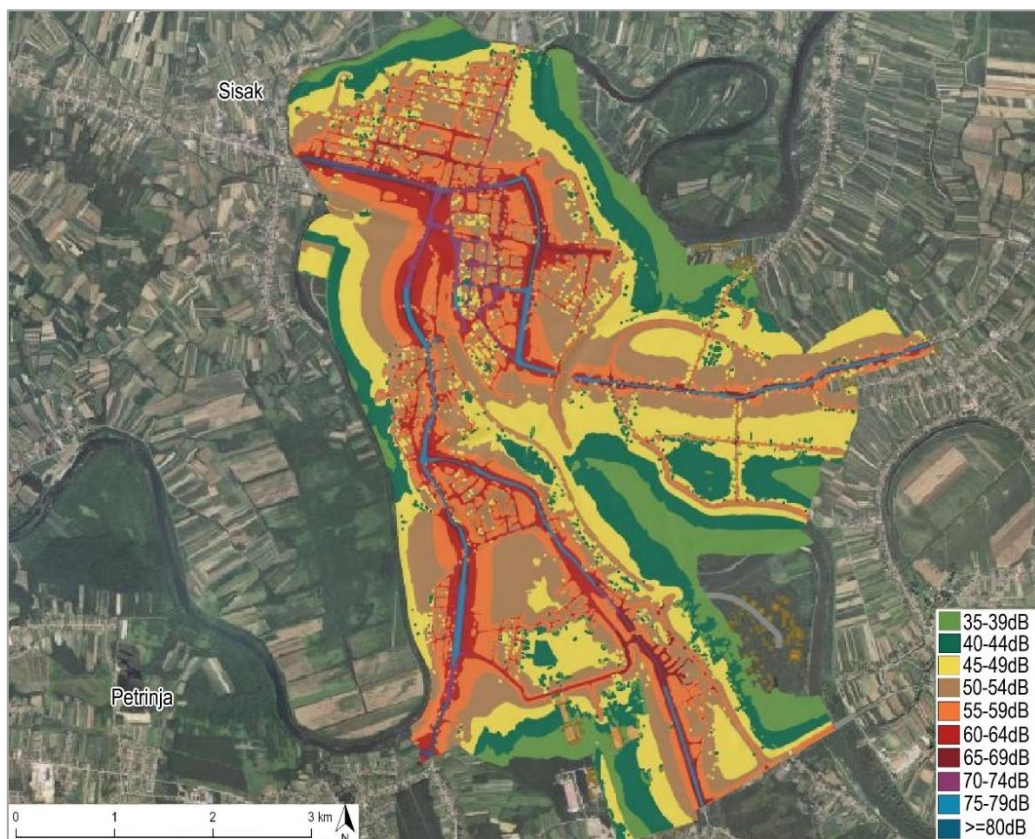 Sisak
Petrinja
35-39dB
40-44dB
45-49dB
50-54dB
55-59dB
60-64dB
65-69dB
70-74dB
75-79dB
>=80dB
0 1 2 3 km
N